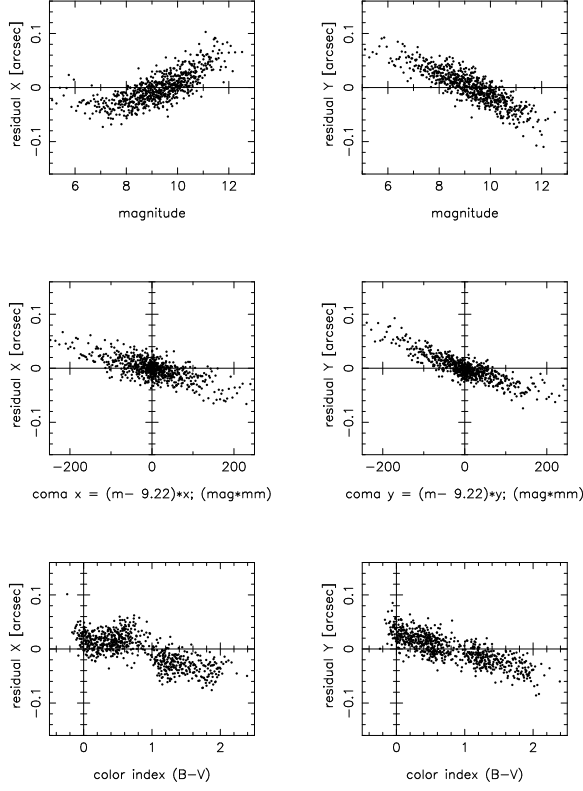 residual X [arcsec]
0.1
0
−0.1
6 8 10 12
magnitude
residual Y [arcsec]
0.1
0
−0.1
6 8 10 12
magnitude
residual X [arcsec]
0.1
0
−0.1
−200 0 200
coma x = (m− 9.22)*x; (mag*mm)
residual Y [arcsec]
0.1
0
−0.1
−200 0 200
coma y = (m− 9.22)*y; (mag*mm)
residual X [arcsec]
0.1
0
−0.1
0 1 2
color index (B−V)
residual Y [arcsec]
0.1
0
−0.1
0 1 2
color index (B−V)